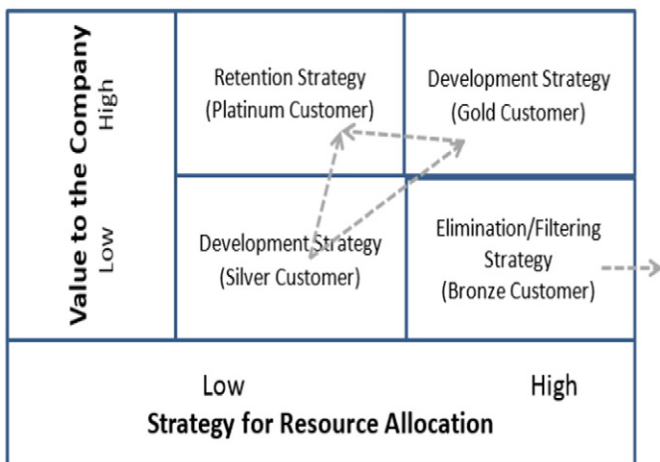 Value to the Company
High
Low
Retention Strategy
(Platinum Customer)
Development Strategy
(Gold Customer)
Development Strategy
(Silver Customer)
Elimination/Filtering
Strategy
(Bronze Customer)
Low
High
Strategy for Resource Allocation